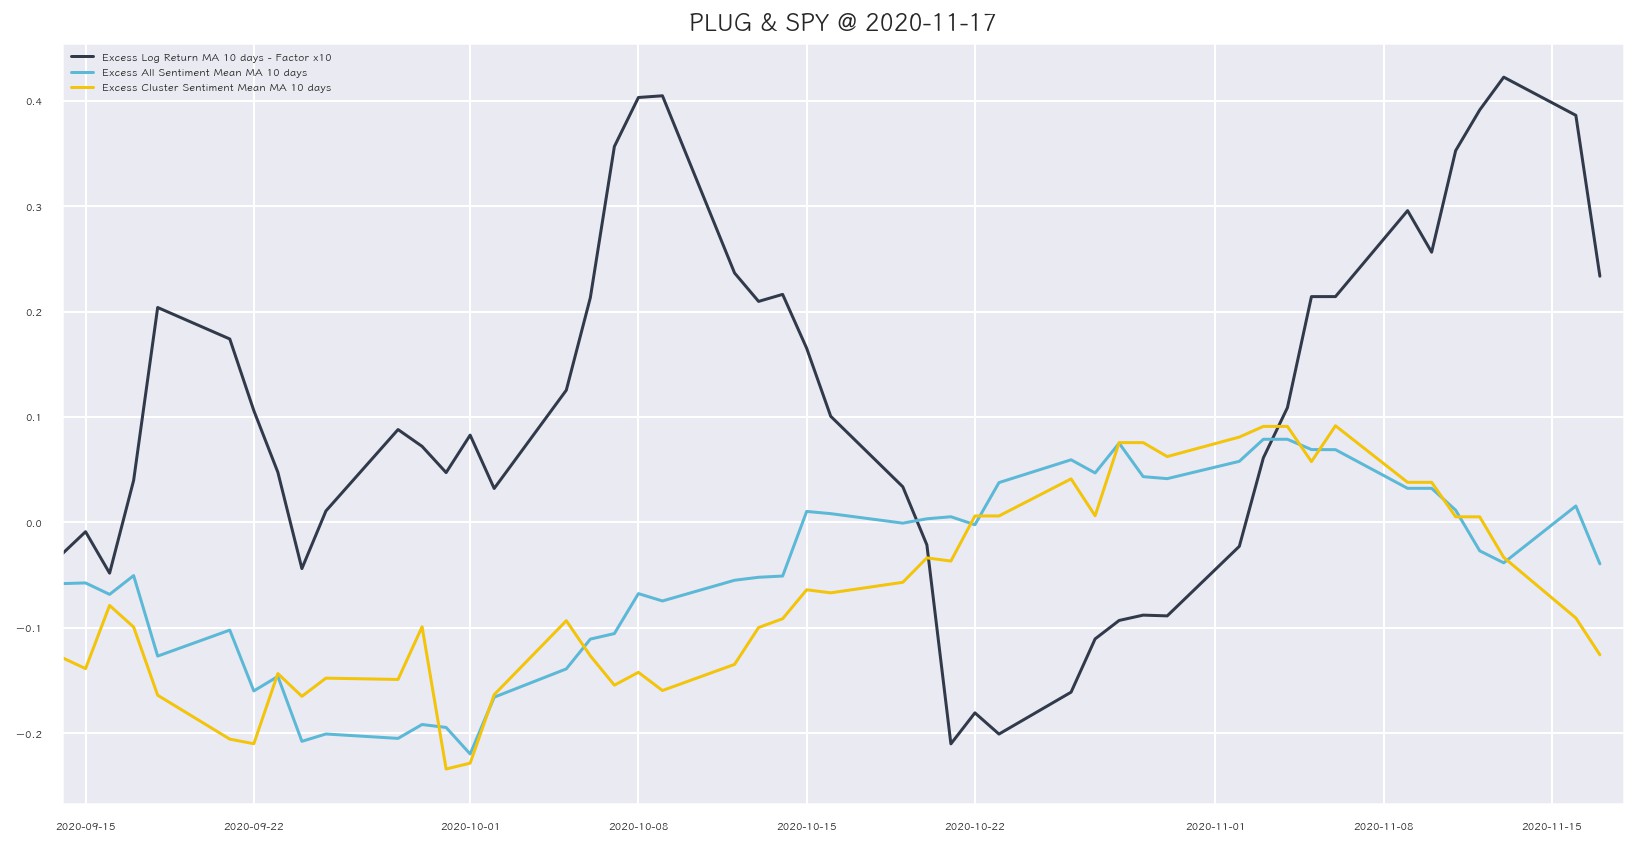 PLUG & SPY @ 2020-11-17
Excess Log Return MA 10 days - Factor x10
Excess All Sentiment Mean MA 10 days
Excess Cluster Sentiment Mean MA 10 days
0.4
0.3
0.2
0.1
0.0
−0.1
−0.2
2020-09-15 2020-09-22 2020-10-01 2020-10-08 2020-10-15 2020-10-22 2020-11-01 2020-11-08 2020-11-15